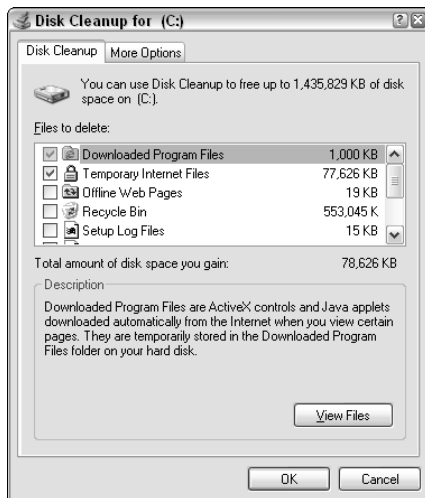 Disk Cleanup for (C:)
Disk Cleanup
More Options
You can use Disk Cleanup to free up to 1,435,829 KB of disk
space on (C:).
Files to delete:
Downloaded Program Files 1,000 KB
Temporary Internet Files 77,626 KB
Offline Web Pages 19 KB
Recycle Bin 553,045 K
Setup Log Files 15 KB
Total amount of disk space you gain: 78,626 KB
Description
Downloaded Program Files are ActiveX controls and Java applets
downloaded automatically from the Internet when you view certain
pages. They are temporarily stored in the Downloaded Program
Files folder on your hard disk.
View Files
OK
Cancel